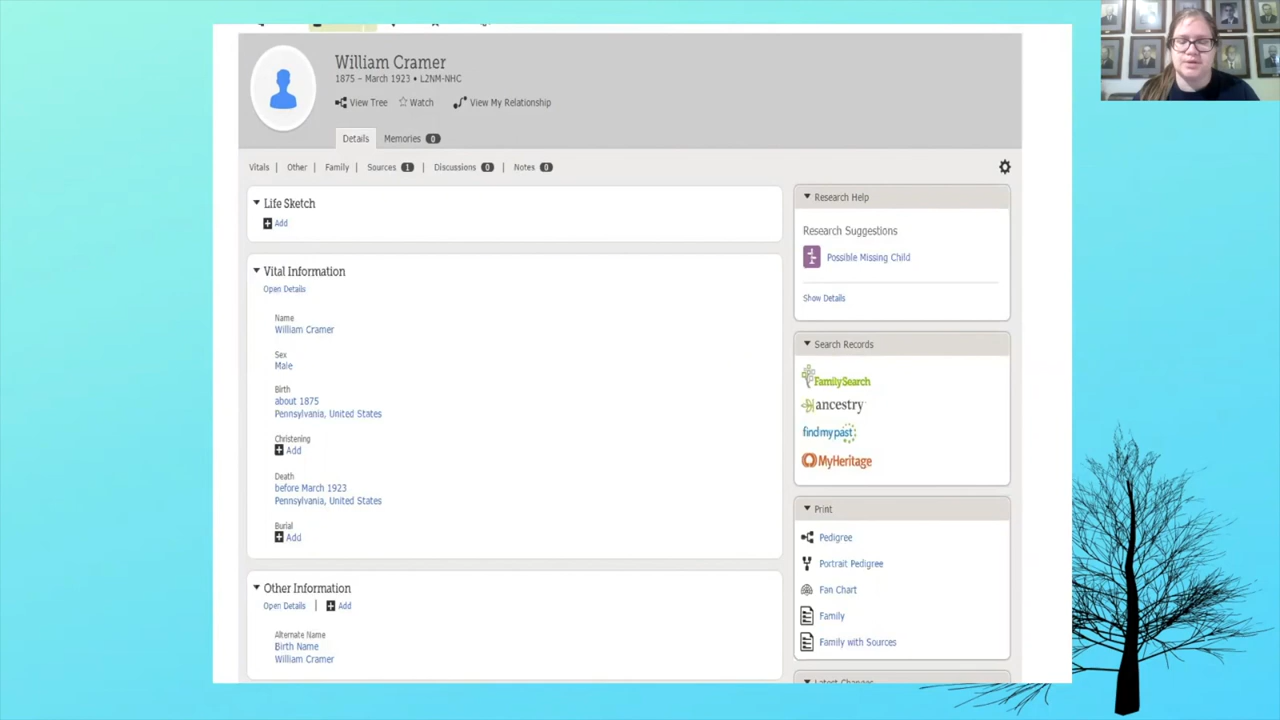 William Cramer
1875 – March 1923 • L2NM-NHC
View Tree Watch View My Relationship
Details Memories 0
Vitals | Other | Family | Sources 1 | Discussions 0 | Notes 0
Life Sketch
Add
Vital Information
Open Details
Name
William Cramer
Sex
Male
Birth
about 1875
Pennsylvania, United States
Christening
Add
Death
before March 1923
Pennsylvania, United States
Burial
Add
Other Information
Open Details | Add
Alternate Name
Birth Name
William Cramer
Research Help
Research Suggestions
Possible Missing Child
Show Details
Search Records
FamilySearch
ancestry
findmypast
MyHeritage
Print
Pedigree
Portrait Pedigree
Fan Chart
Family
Family with Sources
Latest Changes